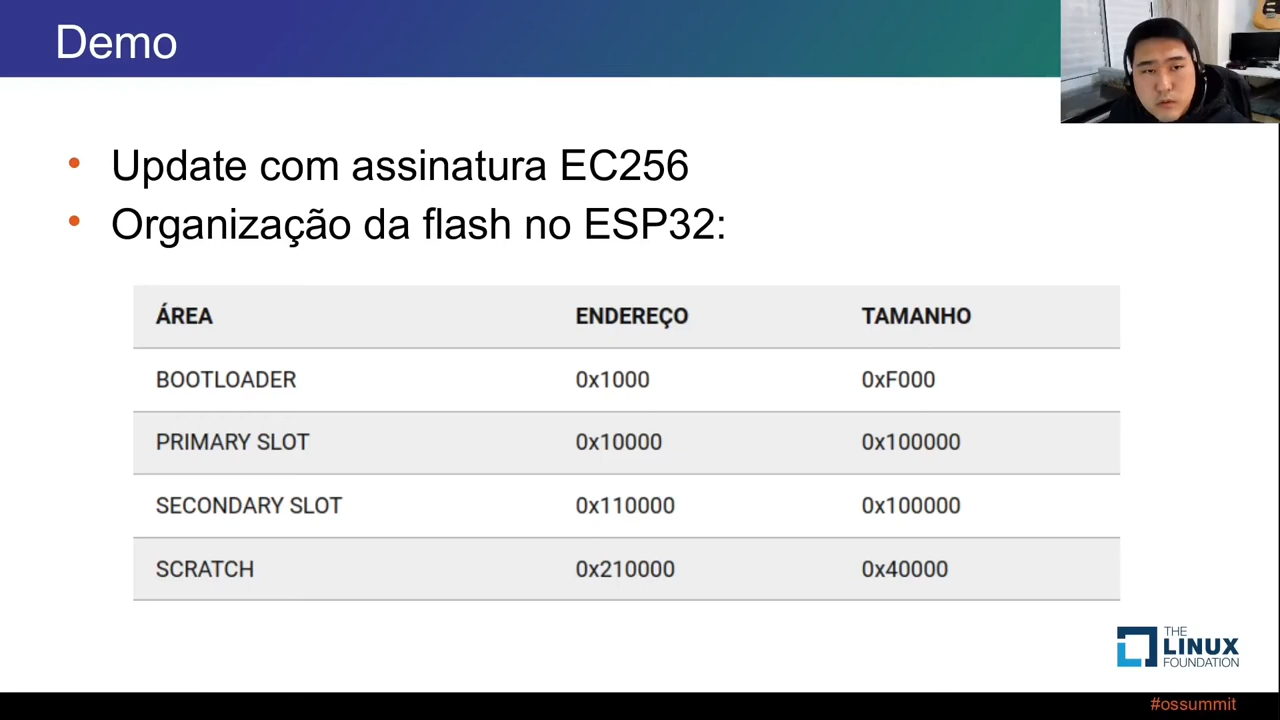 Demo
• Update com assinatura EC256
• Organização da flash no ESP32:
ÁREA ENDEREÇO TAMANHO
BOOTLOADER 0x1000 0xF000
PRIMARY SLOT 0x10000 0x100000
SECONDARY SLOT 0x110000 0x100000
SCRATCH 0x210000 0x40000
THE
LINUX
FOUNDATION
#ossummit